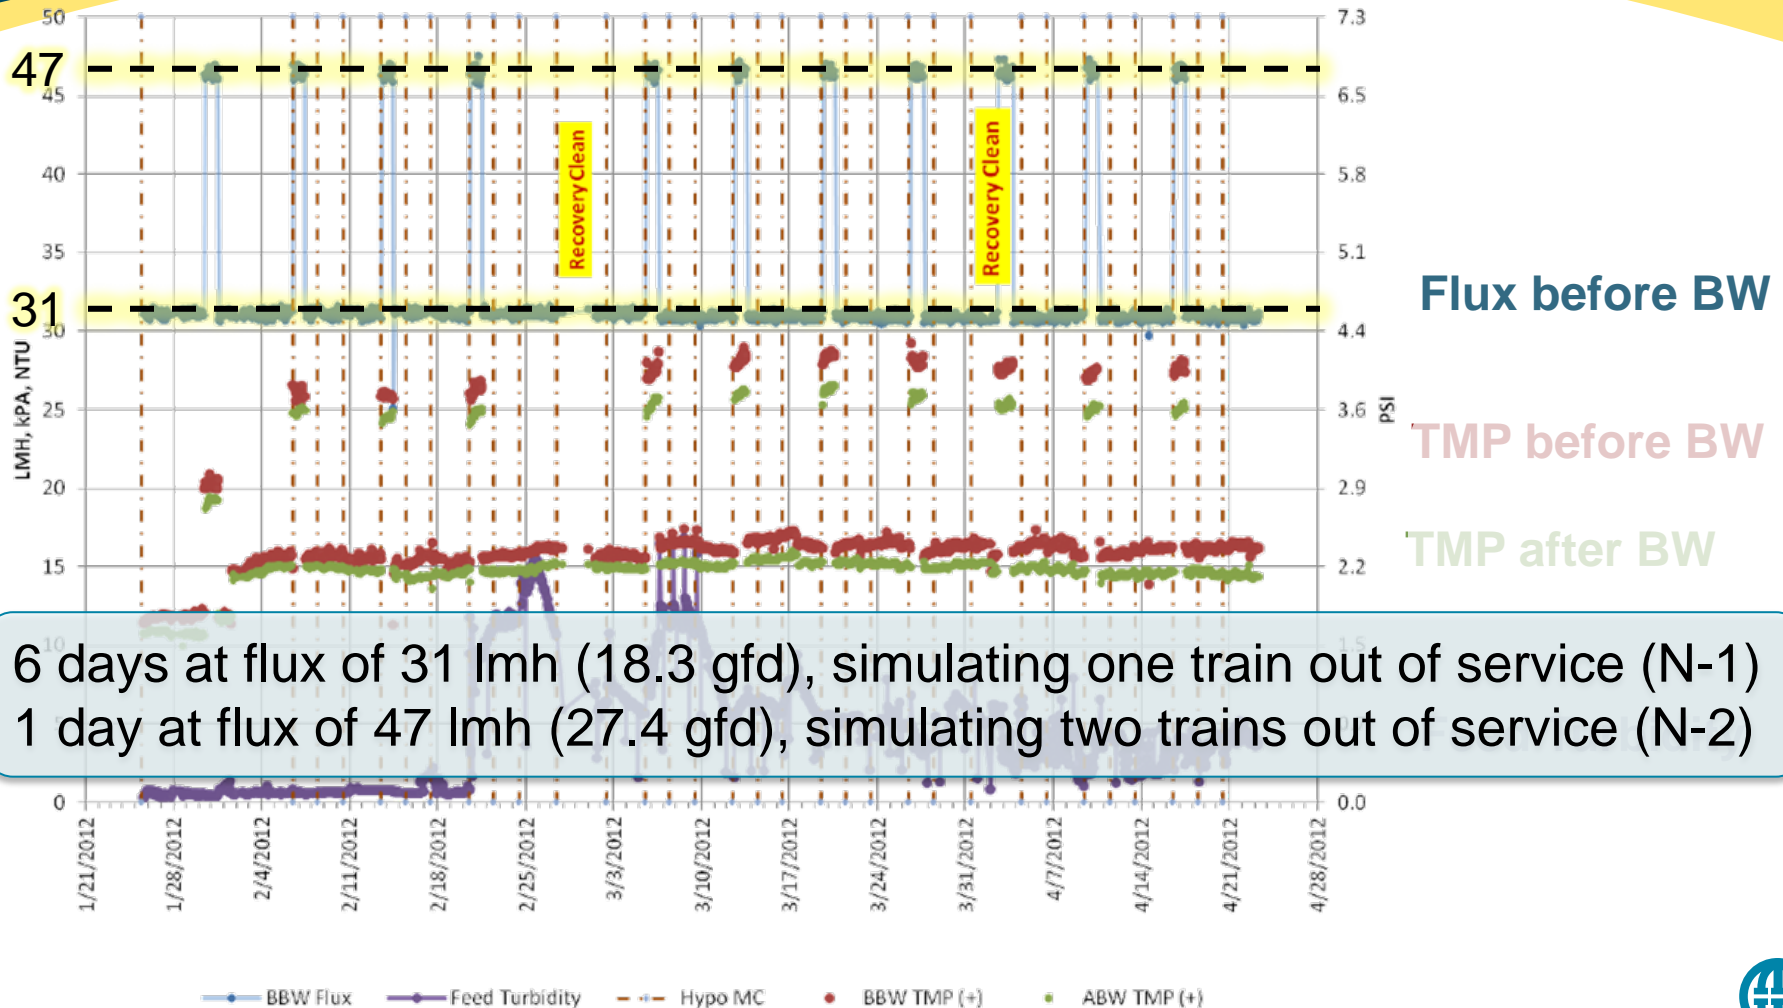 50
47
45
40
35
31
30
25
20
15
10
0
LMH, kPA, NTU
7.3
6.5
5.8
5.1
4.4
3.6
2.9
2.2
1.5
0.0
PSI
Recovery Clean
Recovery Clean
Flux before BW
TMP before BW
TMP after BW
6 days at flux of 31 lmh (18.3 gfd), simulating one train out of service (N-1)
1 day at flux of 47 lmh (27.4 gfd), simulating two trains out of service (N-2)
1/21/2012
1/28/2012
2/4/2012
2/11/2012
2/18/2012
2/25/2012
3/3/2012
3/10/2012
3/17/2012
3/24/2012
3/31/2012
4/7/2012
4/14/2012
4/21/2012
4/28/2012
BBW Flux
Feed Turbidity
Hypo MC
BBW TMP (+)
ABW TMP (+)